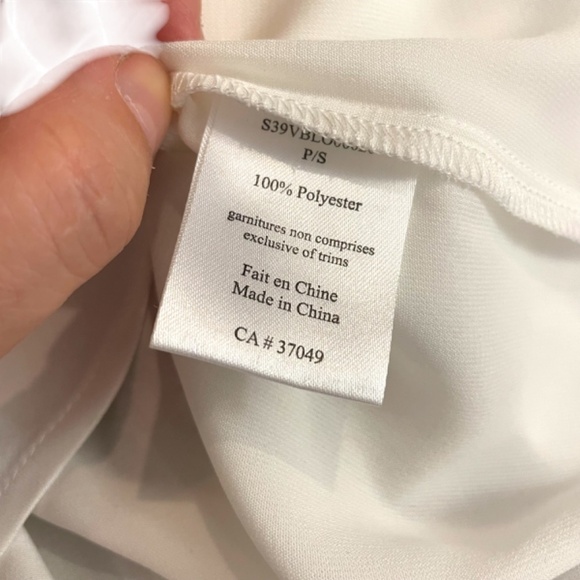 P/S
100% Polyester
garnitures non comprises
exclusive of trims
Fait en Chine
Made in China
CA # 37049